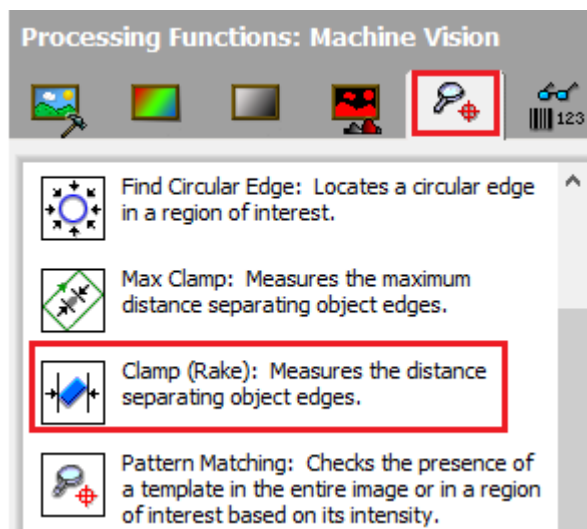 Processing Functions: Machine Vision
123
Find Circular Edge: Locates a circular edge
in a region of interest.
Max Clamp: Measures the maximum
distance separating object edges.
Clamp (Rake): Measures the distance
separating object edges.
Pattern Matching: Checks the presence of
a template in the entire image or in a region
of interest based on its intensity.